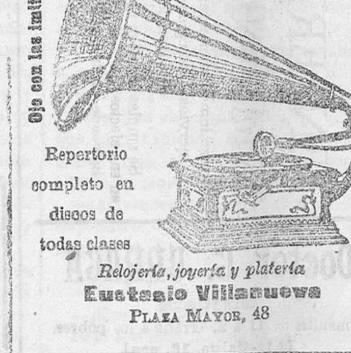 Ojo con las imit
Repertorio
completo en
discos de
todas clases
Relojería, joyería y platería
Eustasio Villanueva
PLAZA MAYOR, 48